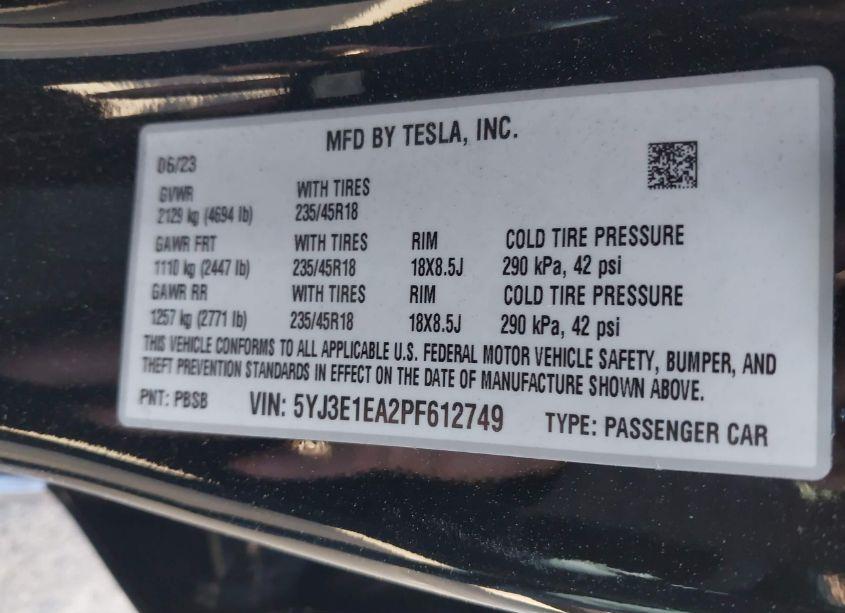 MFD BY TESLA, INC.
06/23
GVWR WITH TIRES
2129 kg (4694 lb) 235/45R18
GAWR FRT WITH TIRES RIM COLD TIRE PRESSURE
1110 kg (2447 lb) 235/45R18 18X8.5J 290 kPa, 42 psi
GAWR RR WITH TIRES RIM COLD TIRE PRESSURE
1257 kg (2771 lb) 235/45R18 18X8.5J 290 kPa, 42 psi
THIS VEHICLE CONFORMS TO ALL APPLICABLE U.S. FEDERAL MOTOR VEHICLE SAFETY, BUMPER, AND
THEFT PREVENTION STANDARDS IN EFFECT ON THE DATE OF MANUFACTURE SHOWN ABOVE.
PNT: PBSB VIN: 5YJ3E1EA2PF612749 TYPE: PASSENGER CAR